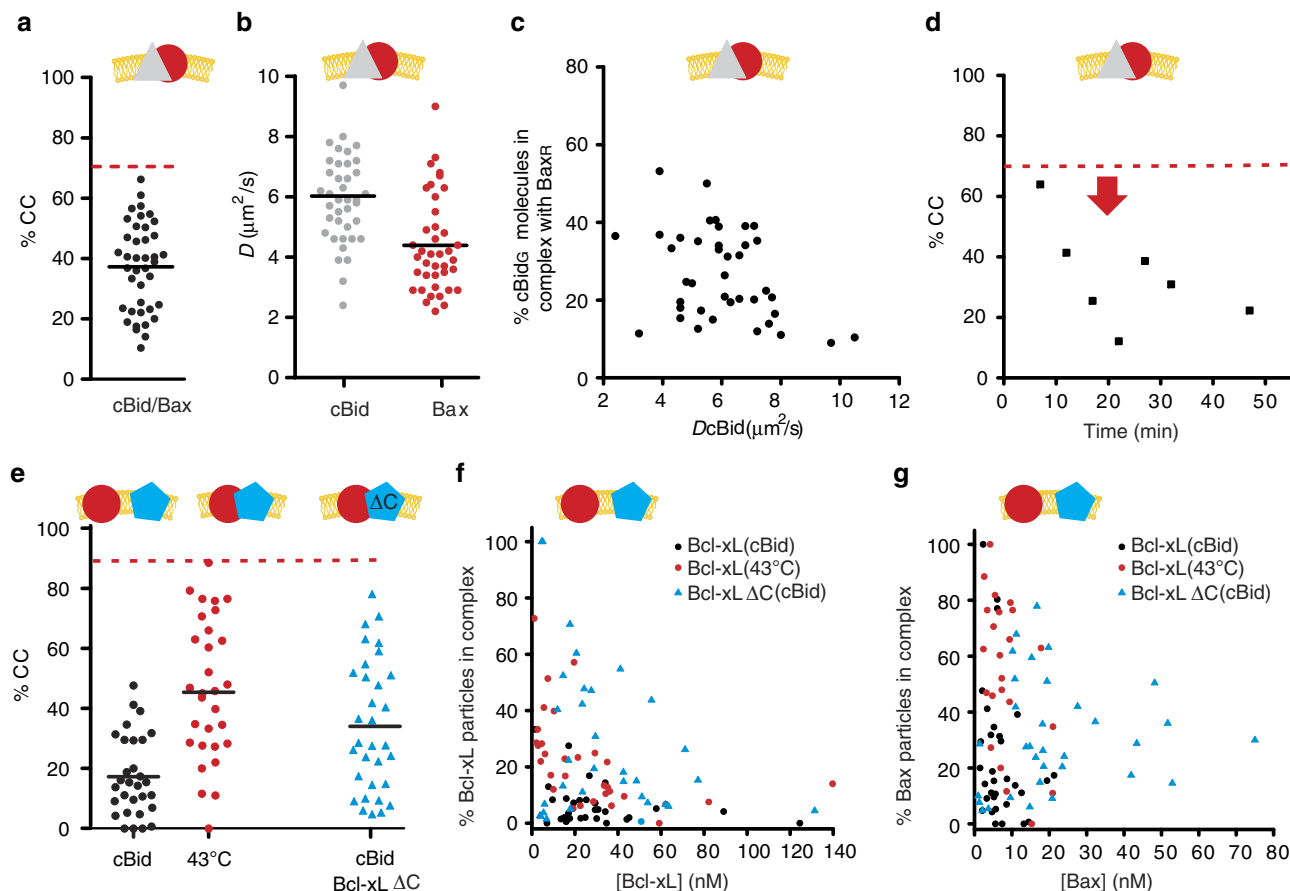 a
100
80
60
40
20
0
% CC
cBid/Bax
b
10
8
6
4
2
0
D (μm²/s)
cBid
Bax
c
80
60
40
20
0
% cBidG molecules in
complex with BaxR
2
4
6
8
10
12
DcBid(μm²/s)
d
100
80
60
40
20
0
% CC
0
10
20
30
40
50
Time (min)
e
ΔC
100
80
60
40
20
0
% CC
cBid
43°C
cBid
Bcl-xL ΔC
f
Bcl-xL(cBid)
Bcl-xL(43°C)
Bcl-xL ΔC(cBid)
100
80
60
40
20
0
% Bcl-xL particles in complex
0
20
40
60
80
100
120
140
[Bcl-xL] (nM)
g
Bcl-xL(cBid)
Bcl-xL(43°C)
Bcl-xL ΔC(cBid)
100
80
60
40
20
0
% Bax particles in complex
0
10
20
30
40
50
60
70
80
[Bax] (nM)